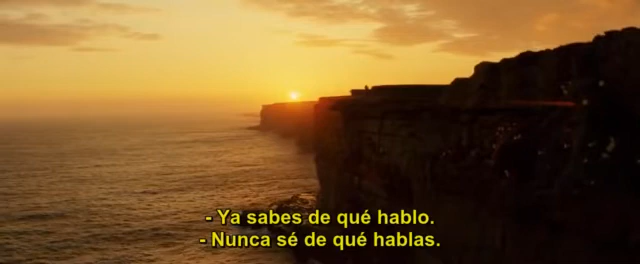 - Ya sabes de qué hablo.
- Nunca sé de qué hablas.